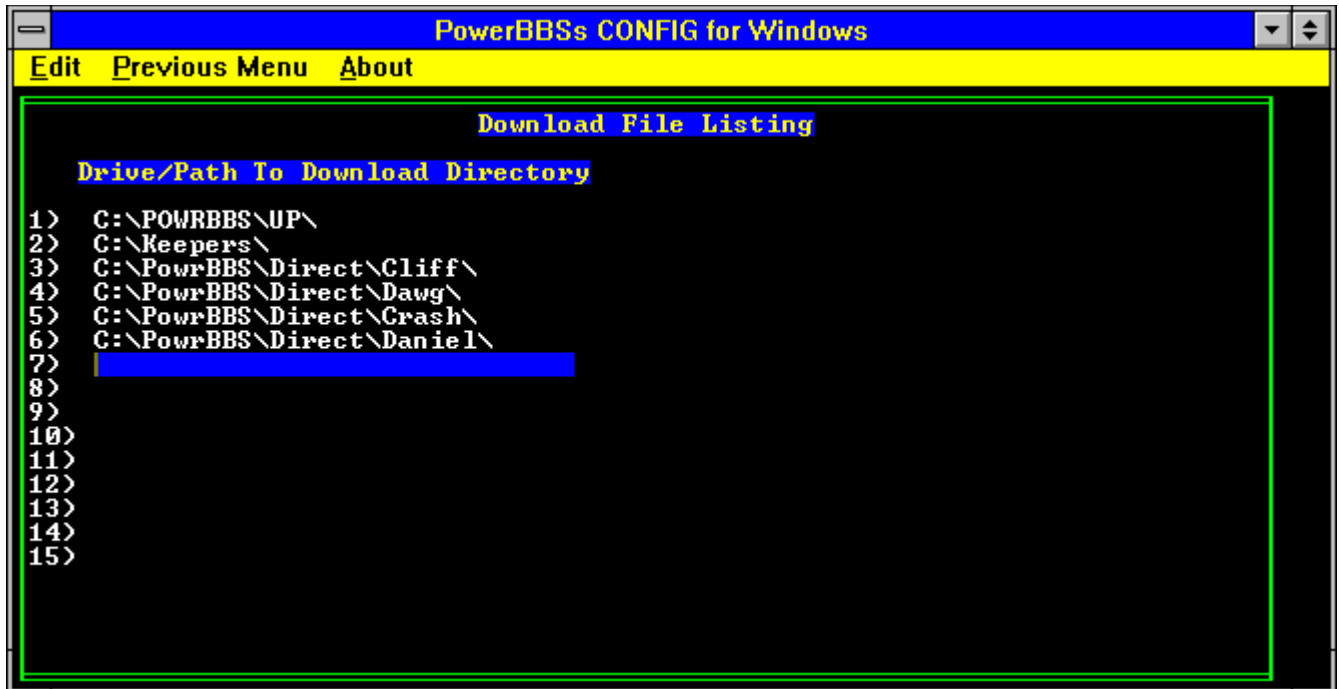 PowerBBSs CONFIG for Windows
Edit Previous Menu About
Download File Listing
Drive/Path To Download Directory
1) C:\POWRBBS\UP\
2) C:\Keepers\
3) C:\PowrBBS\Direct\Cliff\
4) C:\PowrBBS\Direct\Dawg\
5) C:\PowrBBS\Direct\Crash\
6) C:\PowrBBS\Direct\Daniel\
7)
8)
9)
10)
11)
12)
13)
14)
15)